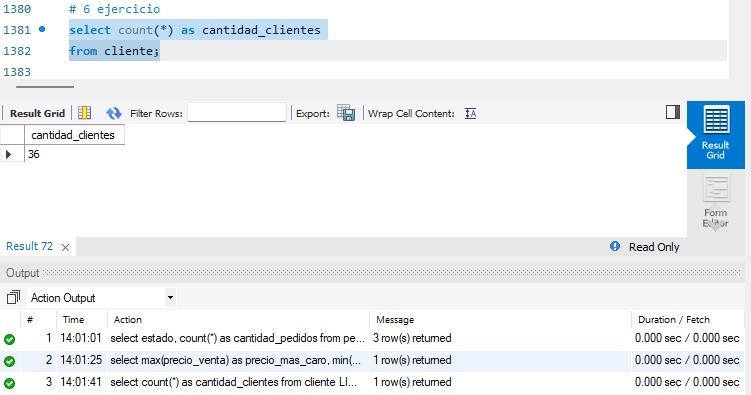 1380 # 6 ejercicio
1381 select count(*) as cantidad_clientes
1382 from cliente;
1383
Result Grid Filter Rows: Export: Wrap Cell Content: IA
cantidad_clientes
36
Result Grid
Form Editor
Result 72 Read Only
Output
Action Output
# Time Action Message Duration / Fetch
1 14:01:01 select estado, count(*) as cantidad_pedidos from pe... 3 row(s) returned 0.000 sec / 0.000 sec
2 14:01:25 select max(precio_venta) as precio_mas_caro, min(... 1 row(s) returned 0.000 sec / 0.000 sec
3 14:01:41 select count(*) as cantidad_clientes from cliente LI... 1 row(s) returned 0.000 sec / 0.000 sec